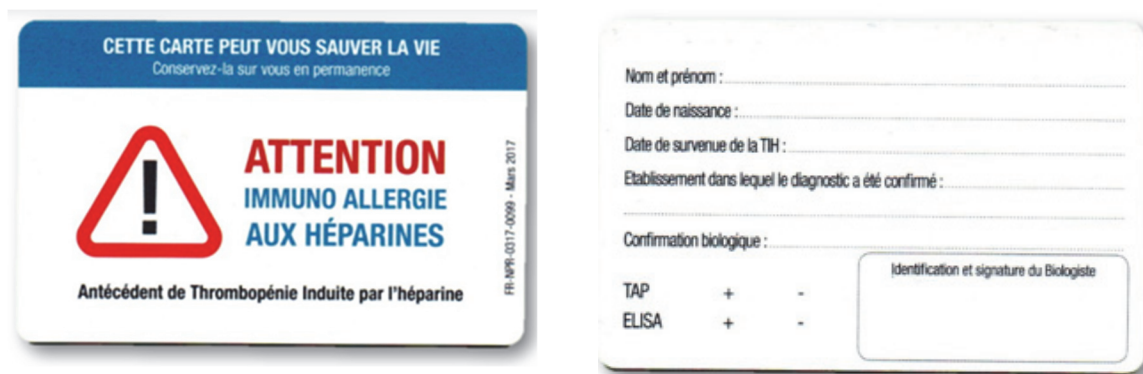 CETTE CARTE PEUT VOUS SAUVER LA VIE
Conservez-la sur vous en permanence
!
ATTENTION
IMMUNO ALLERGIE
AUX HÉPARINES
Antécédent de Thrombopénie Induite par l'héparine
FR-NPR-0317-0099 - Mars 2017
Nom et prénom :
Date de naissance :
Date de survenue de la TIH :
Etablissement dans lequel le diagnostic a été confirmé :
Confirmation biologique :
Identification et signature du Biologiste
TAP + -
ELISA + -